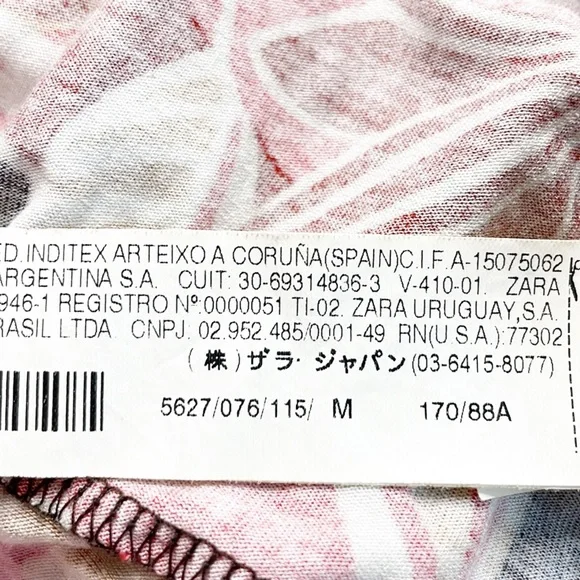 ED.INDITEX ARTEIXO A CORUÑA(SPAIN)C.I.F.A-15075062
ARGENTINA S.A. CUIT: 30-69314836-3 V-410-01. ZARA
946-1 REGISTRO Nº:0000051 TI-02. ZARA URUGUAY,S.A.
RASIL LTDA. CNPJ: 02.952.485/0001-49 RN(U.S.A.):77302
(株)ザラ・ジャパン(03-6415-8077)
5627/076/115/ M 170/88A